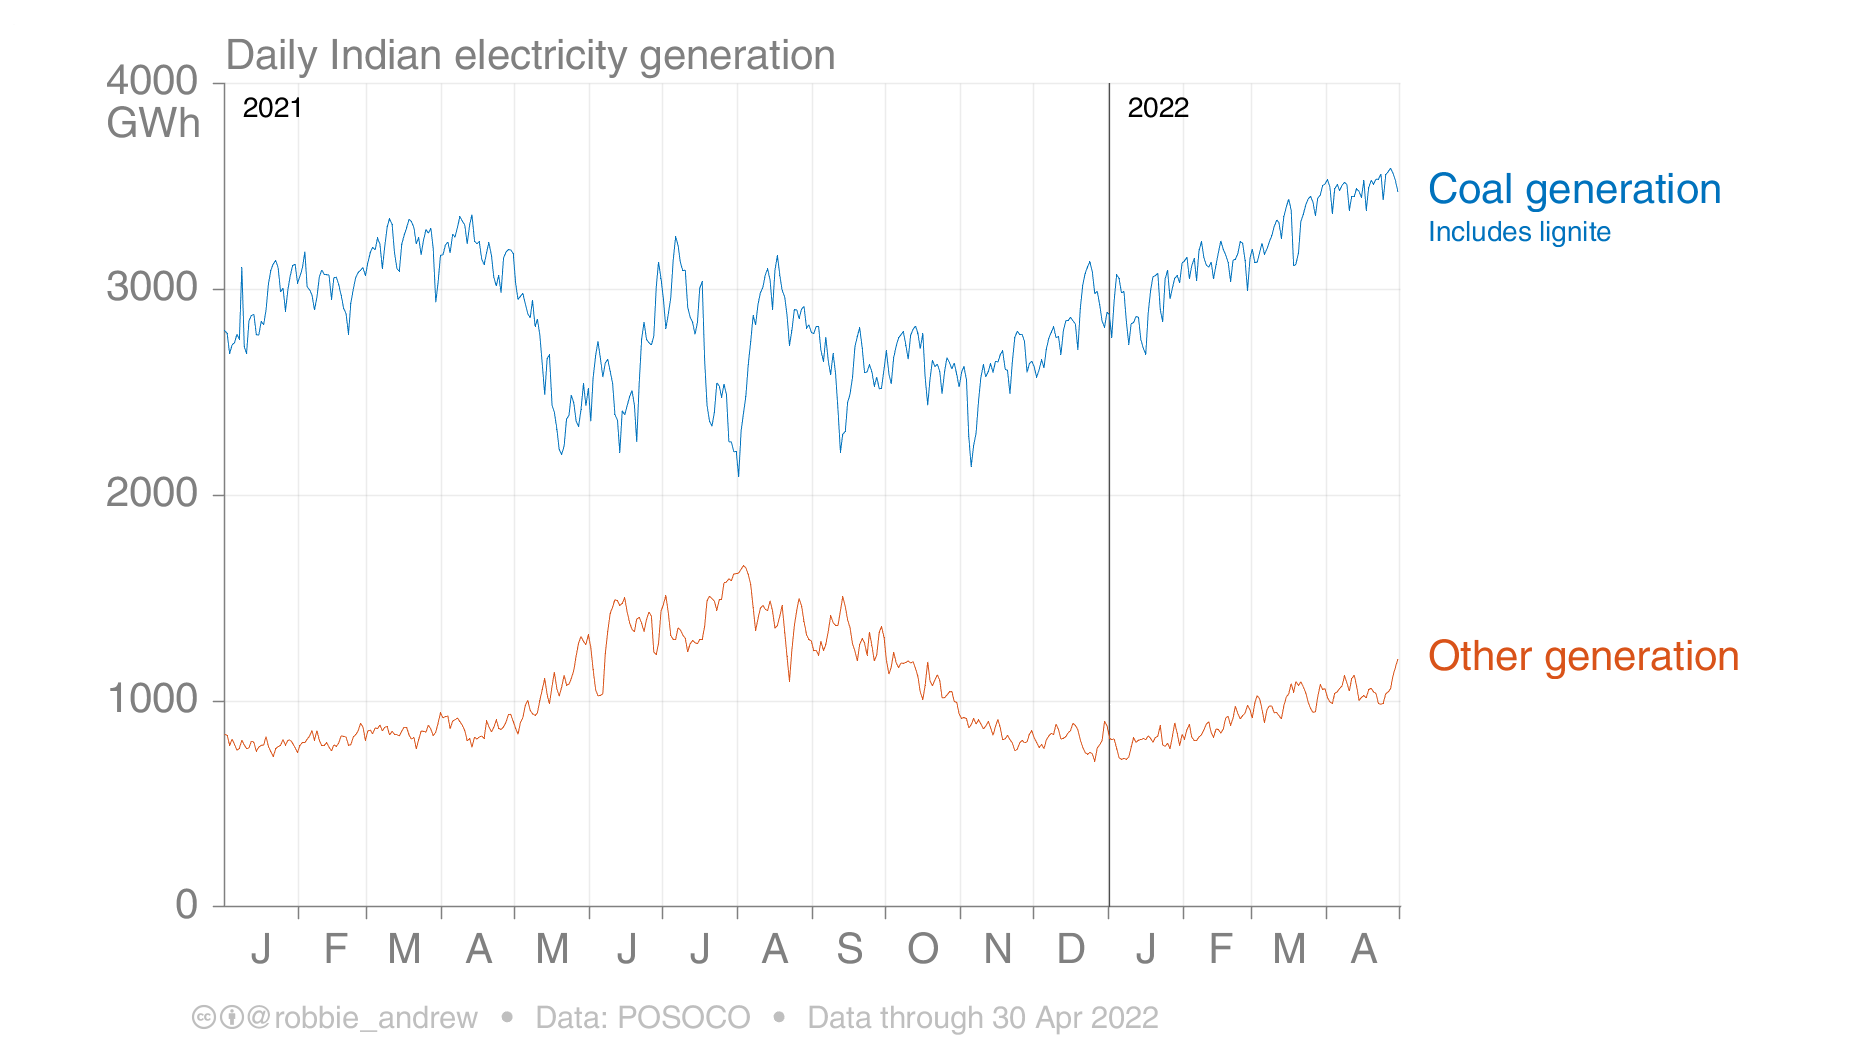 Daily Indian electricity generation
4000
GWh
2021
2022
Coal generation
Includes lignite
3000
2000
Other generation
1000
0
J F M A M J J A S O N D J F M A
cc @robbie_andrew • Data: POSOCO • Data through 30 Apr 2022